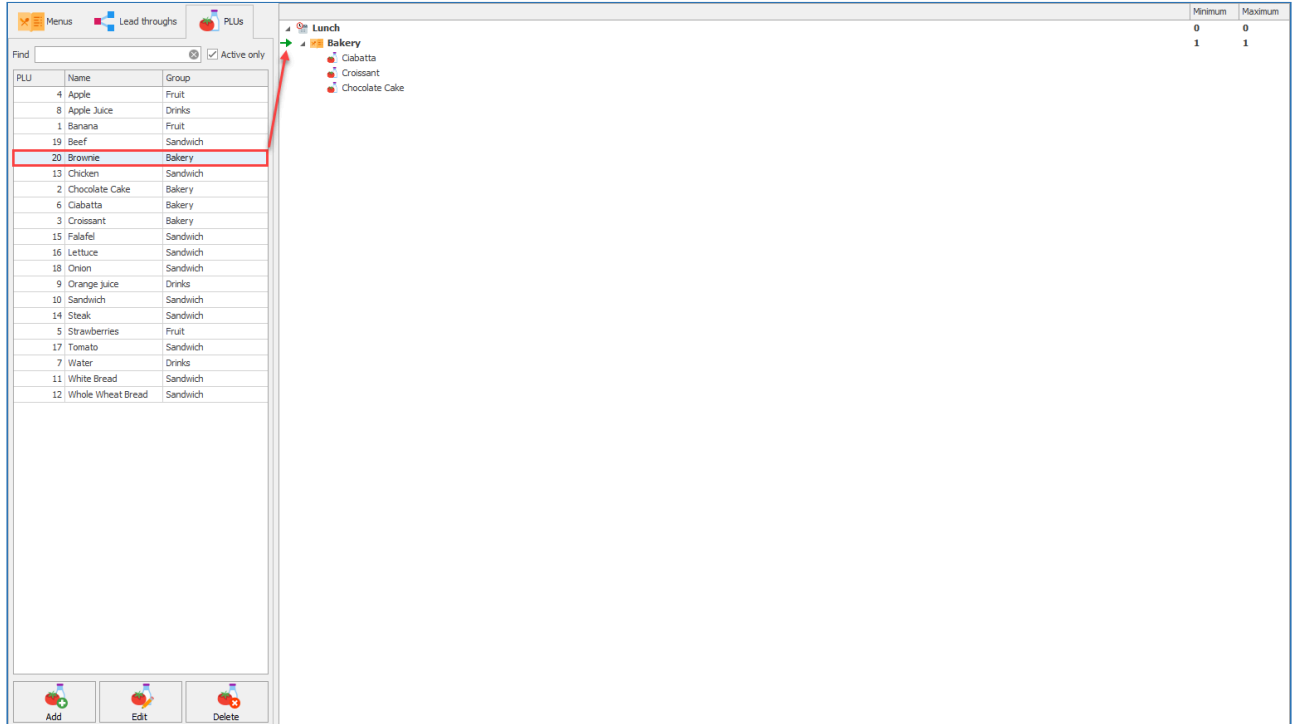 Menus Lead throughs PLUs
Find Active only
PLU Name Group
4 Apple Fruit
8 Apple Juice Drinks
1 Banana Fruit
19 Beef Sandwich
20 Brownie Bakery
13 Chicken Sandwich
2 Chocolate Cake Bakery
6 Ciabatta Bakery
3 Croissant Bakery
15 Falafel Sandwich
16 Lettuce Sandwich
18 Onion Sandwich
9 Orange juice Drinks
10 Sandwich Sandwich
14 Steak Sandwich
5 Strawberries Fruit
17 Tomato Sandwich
7 Water Drinks
11 White Bread Sandwich
12 Whole Wheat Bread Sandwich
Add Edit Delete
Minimum Maximum
Lunch 0 0
Bakery 1 1
Ciabatta
Croissant
Chocolate Cake